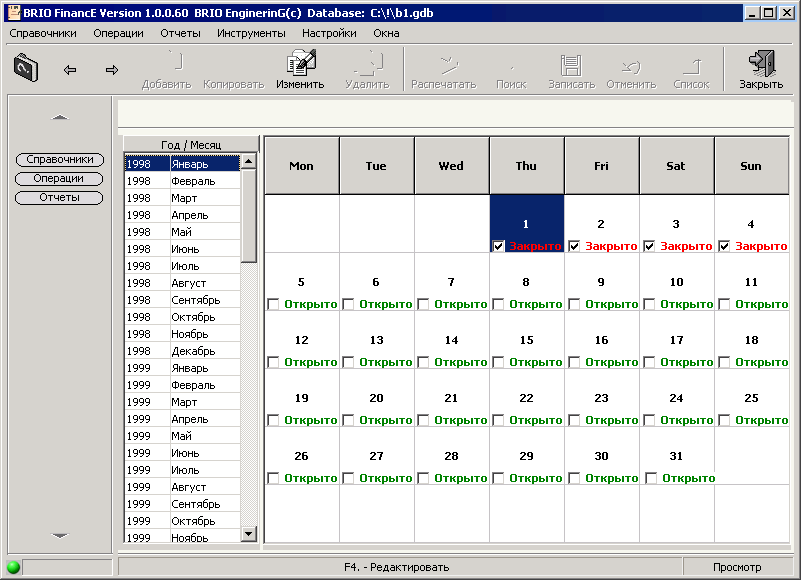 BRIO FinancE Version 1.0.0.60 BRIO EnginerinG(c) Database: C:\!\b1.gdb
Справочники Операции Отчеты Инструменты Настройки Окна
Добавить Копировать Изменить Удалить Распечатать Поиск Записать Отменить Список Закрыть
Справочники
Операции
Отчеты
Год / Месяц
1998 Январь
1998 Февраль
1998 Март
1998 Апрель
1998 Май
1998 Июнь
1998 Июль
1998 Август
1998 Сентябрь
1998 Октябрь
1998 Ноябрь
1998 Декабрь
1999 Январь
1999 Февраль
1999 Март
1999 Апрель
1999 Май
1999 Июнь
1999 Июль
1999 Август
1999 Сентябрь
1999 Октябрь
1999 Ноябрь
Mon Tue Wed Thu Fri Sat Sun
1 2 3 4
Закрыто Закрыто Закрыто Закрыто
5 6 7 8 9 10 11
Открыто Открыто Открыто Открыто Открыто Открыто Открыто
12 13 14 15 16 17 18
Открыто Открыто Открыто Открыто Открыто Открыто Открыто
19 20 21 22 23 24 25
Открыто Открыто Открыто Открыто Открыто Открыто Открыто
26 27 28 29 30 31
Открыто Открыто Открыто Открыто Открыто Открыто
F4. - Редактировать
Просмотр